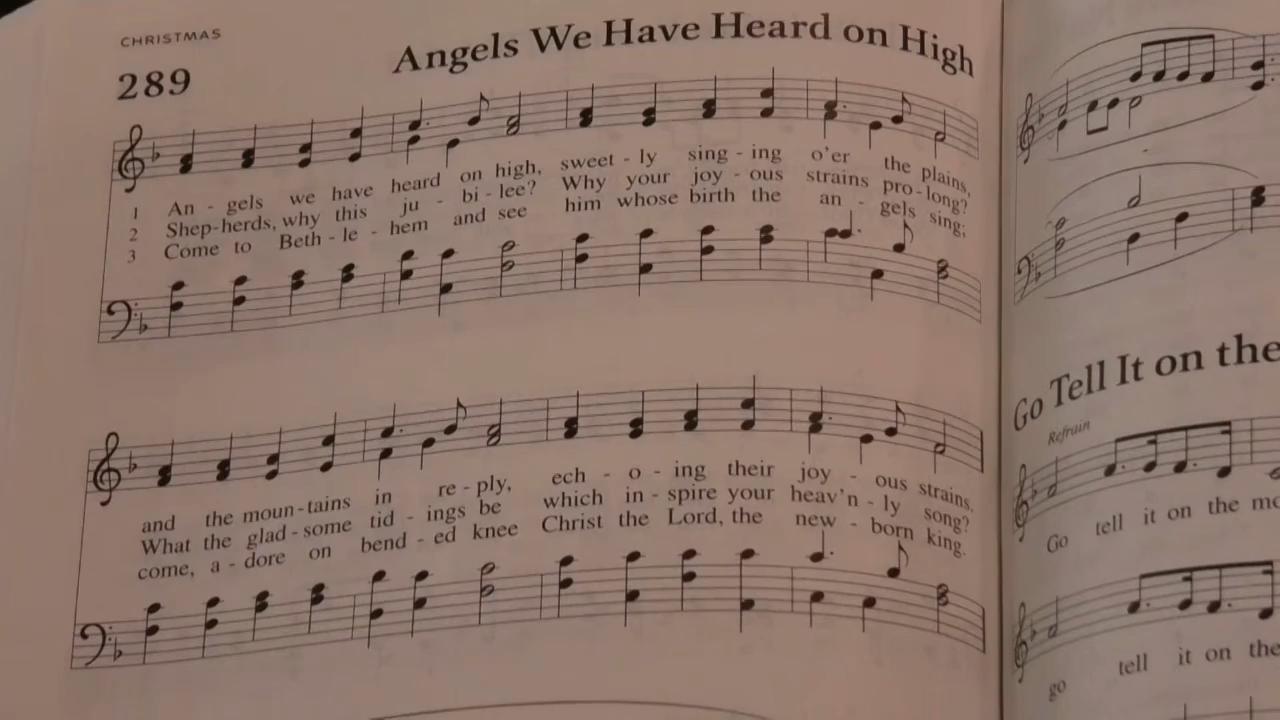 CHRISTMAS
289
Angels We Have Heard on High
1 An - gels we have heard on high, sweet - ly sing - ing o'er the plains,
2 Shep-herds, why this ju - bi - lee? Why your joy - ous strains pro - long?
3 Come to Beth - le - hem and see him whose birth the an - gels sing;
and the moun - tains in re - ply, ech - o - ing their joy - ous strains.
What the glad - some tid - ings be which in - spire your heav'n - ly song?
come, a - dore on bend - ed knee Christ the Lord, the new - born king.
Go Tell It on the
Refrain
Go tell it on the
go tell it on the